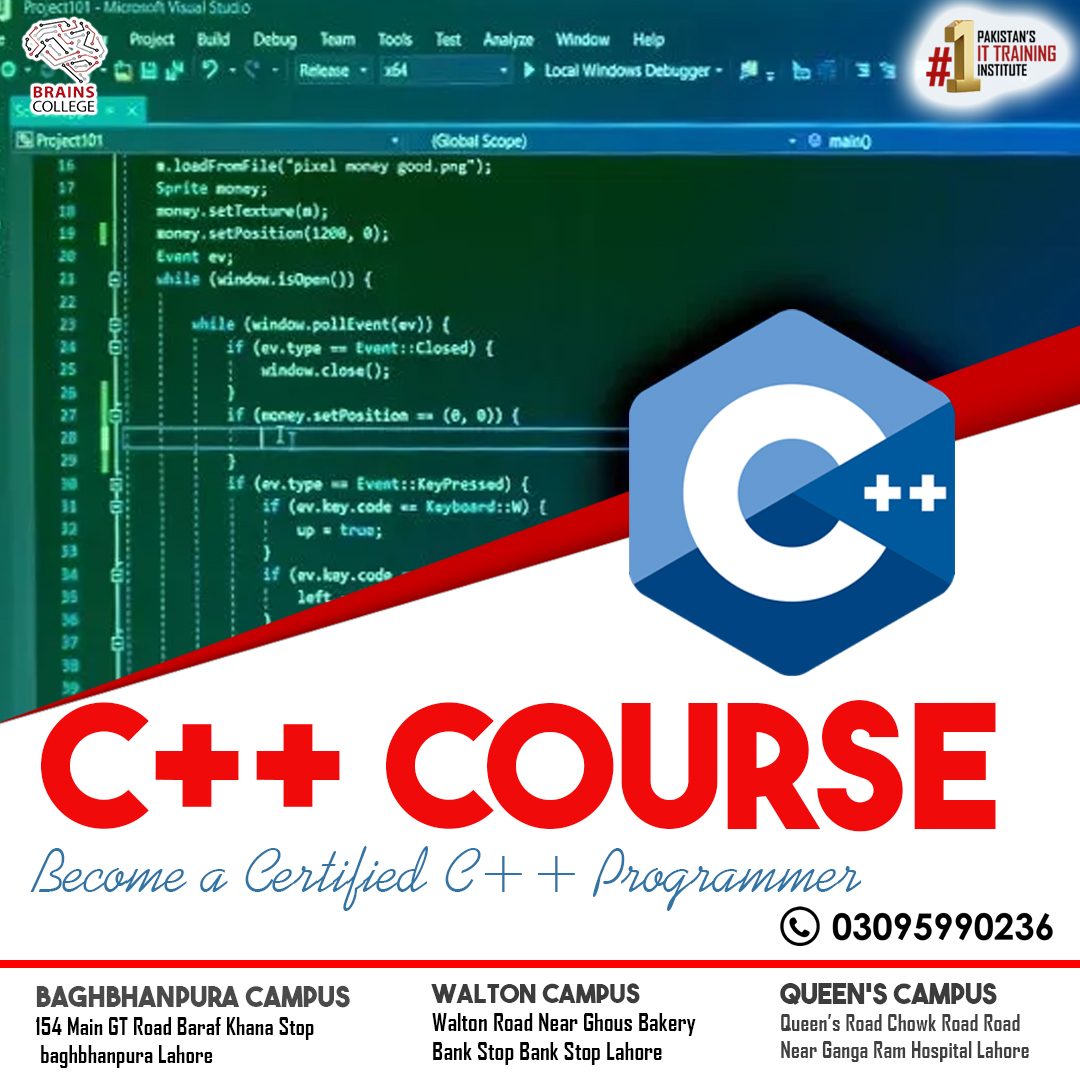 Project101 - Microsoft Visual Studio
Project Build Debug Team Tools Test Analyze Window Help
Release x64 Local Windows Debugger
BRAINS
COLLEGE
#1 PAKISTAN'S
IT TRAINING
INSTITUTE
Project101 (Global Scope) main()
16 m.loadFromFile("pixel money good.png");
17 Sprite money;
18 money.setTexture(m);
19 money.setPosition(1200, 0);
20 Event ev;
21 while (window.isOpen()) {
22
23 while (window.pollEvent(ev)) {
24 if (ev.type == Event::Closed) {
25 window.close();
26 }
27 if (money.setPosition == (0, 0)) {
28
29 }
30 if (ev.type == Event::KeyPressed) {
31 if (ev.key.code == Keyboard::W) {
32 up = true;
33 }
34 if (ev.key.code
35 left
36 }
37
38
39
C++
C++ COURSE
Become a Certified C++ Programmer
03095990236
BAGHBHANPURA CAMPUS
154 Main GT Road Baraf Khana Stop
baghbhanpura Lahore
WALTON CAMPUS
Walton Road Near Ghous Bakery
Bank Stop Bank Stop Lahore
QUEEN'S CAMPUS
Queen's Road Chowk Road Road
Near Ganga Ram Hospital Lahore